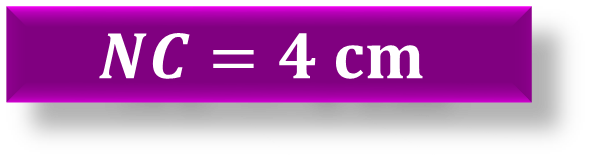 NC = 4 cm